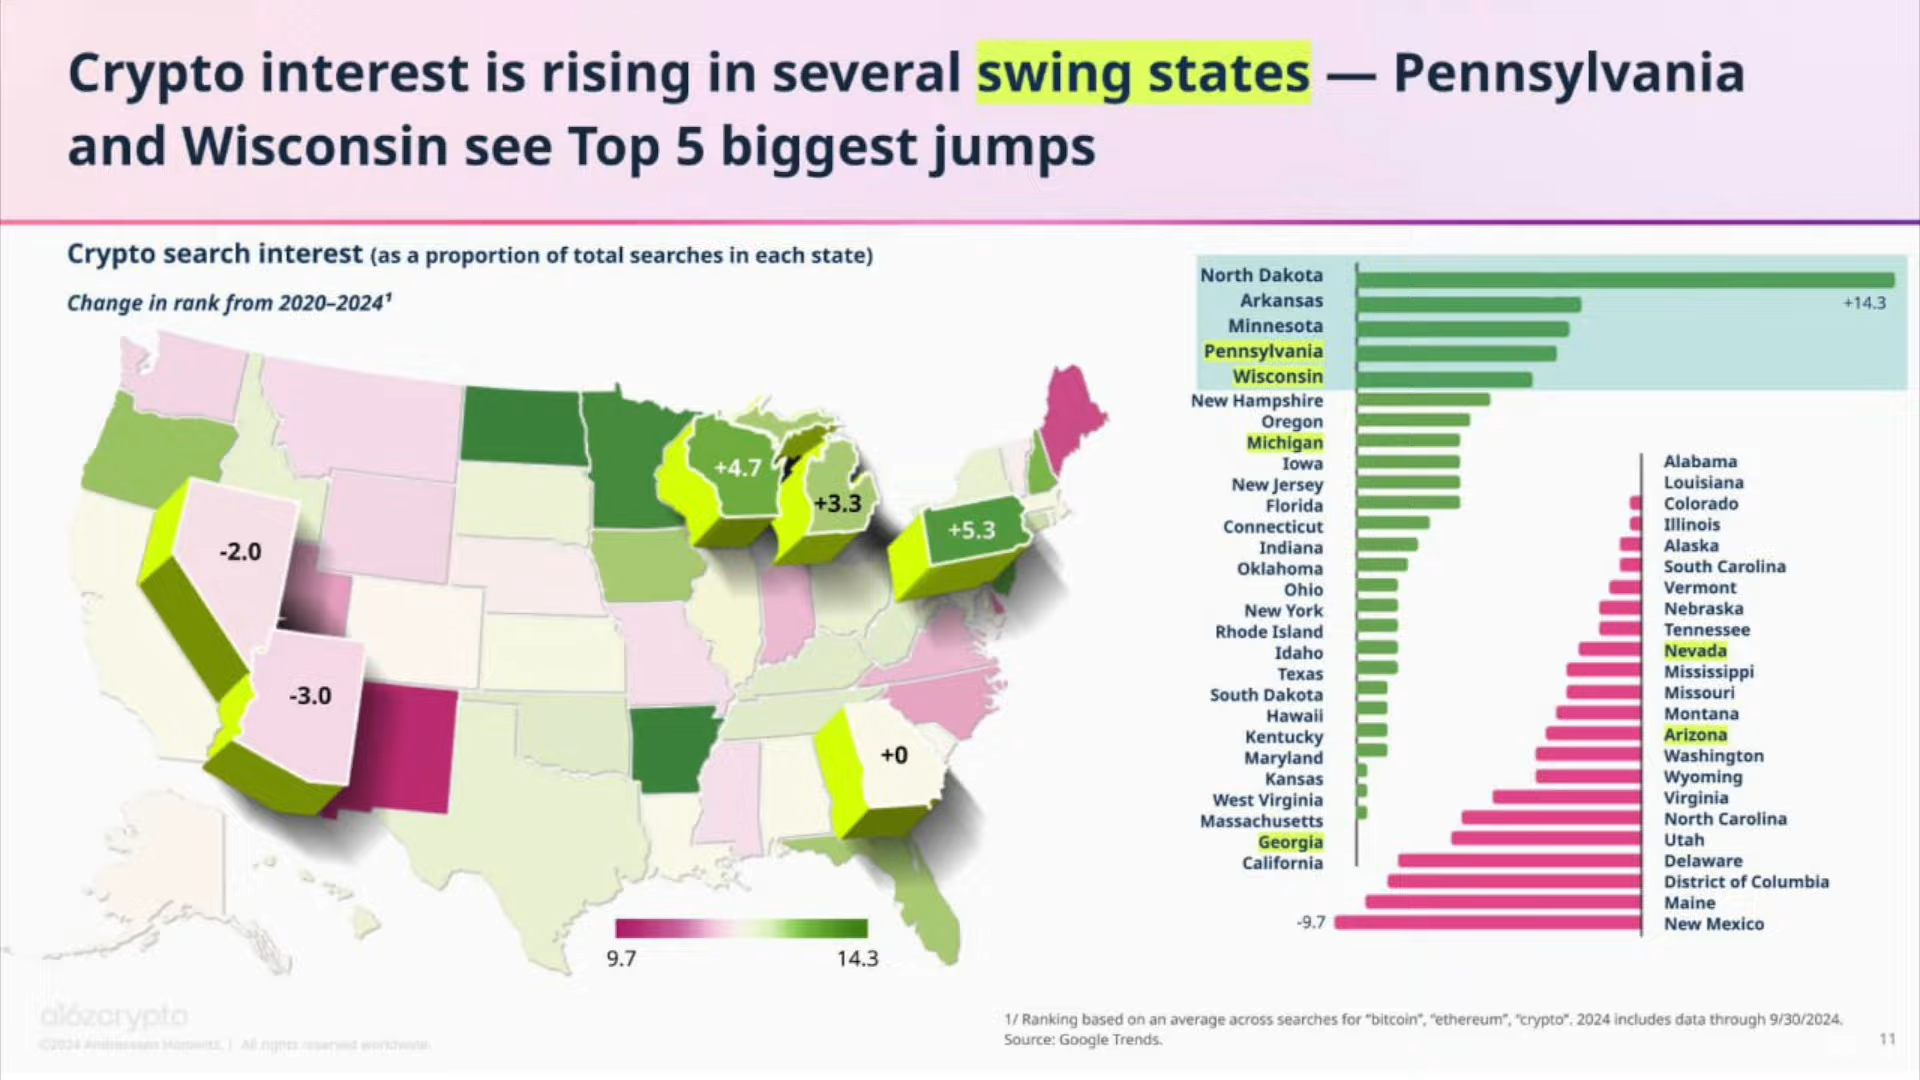 Crypto interest is rising in several swing states — Pennsylvania
and Wisconsin see Top 5 biggest jumps
Crypto search interest (as a proportion of total searches in each state)
Change in rank from 2020–2024¹
+4.7
+3.3
+5.3
-2.0
-3.0
+0
9.7
14.3
North Dakota
+14.3
Arkansas
Minnesota
Pennsylvania
Wisconsin
New Hampshire
Oregon
Michigan
Iowa
New Jersey
Florida
Connecticut
Indiana
Oklahoma
Ohio
New York
Rhode Island
Idaho
Texas
South Dakota
Hawaii
Kentucky
Maryland
Kansas
West Virginia
Massachusetts
Georgia
California
Alabama
Louisiana
Colorado
Illinois
Alaska
South Carolina
Vermont
Nebraska
Tennessee
Nevada
Mississippi
Missouri
Montana
Arizona
Washington
Wyoming
Virginia
North Carolina
Utah
Delaware
District of Columbia
Maine
-9.7
New Mexico
a16zcrypto
©2024 Andreessen Horowitz. | All rights reserved worldwide.
1/ Ranking based on an average across searches for “bitcoin”, “ethereum”, “crypto”. 2024 includes data through 9/30/2024.
Source: Google Trends.
11